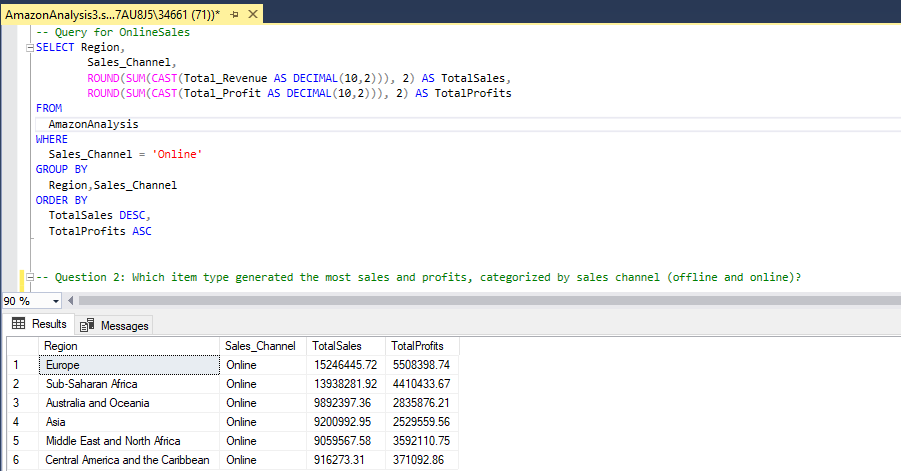 AmazonAnalysis3.s...7AU8J5\34661 (71))*
-- Query for OnlineSales
SELECT Region,
Sales_Channel,
ROUND(SUM(CAST(Total_Revenue AS DECIMAL(10,2))), 2) AS TotalSales,
ROUND(SUM(CAST(Total_Profit AS DECIMAL(10,2))), 2) AS TotalProfits
FROM
AmazonAnalysis
WHERE
Sales_Channel = 'Online'
GROUP BY
Region,Sales_Channel
ORDER BY
TotalSales DESC,
TotalProfits ASC
-- Question 2: Which item type generated the most sales and profits, categorized by sales channel (offline and online)?
90 %
Results Messages
Region Sales_Channel TotalSales TotalProfits
1 Europe Online 15246445.72 5508398.74
2 Sub-Saharan Africa Online 13938281.92 4410433.67
3 Australia and Oceania Online 9892397.36 2835876.21
4 Asia Online 9200992.95 2529559.56
5 Middle East and North Africa Online 9059567.58 3592110.75
6 Central America and the Caribbean Online 916273.31 371092.86